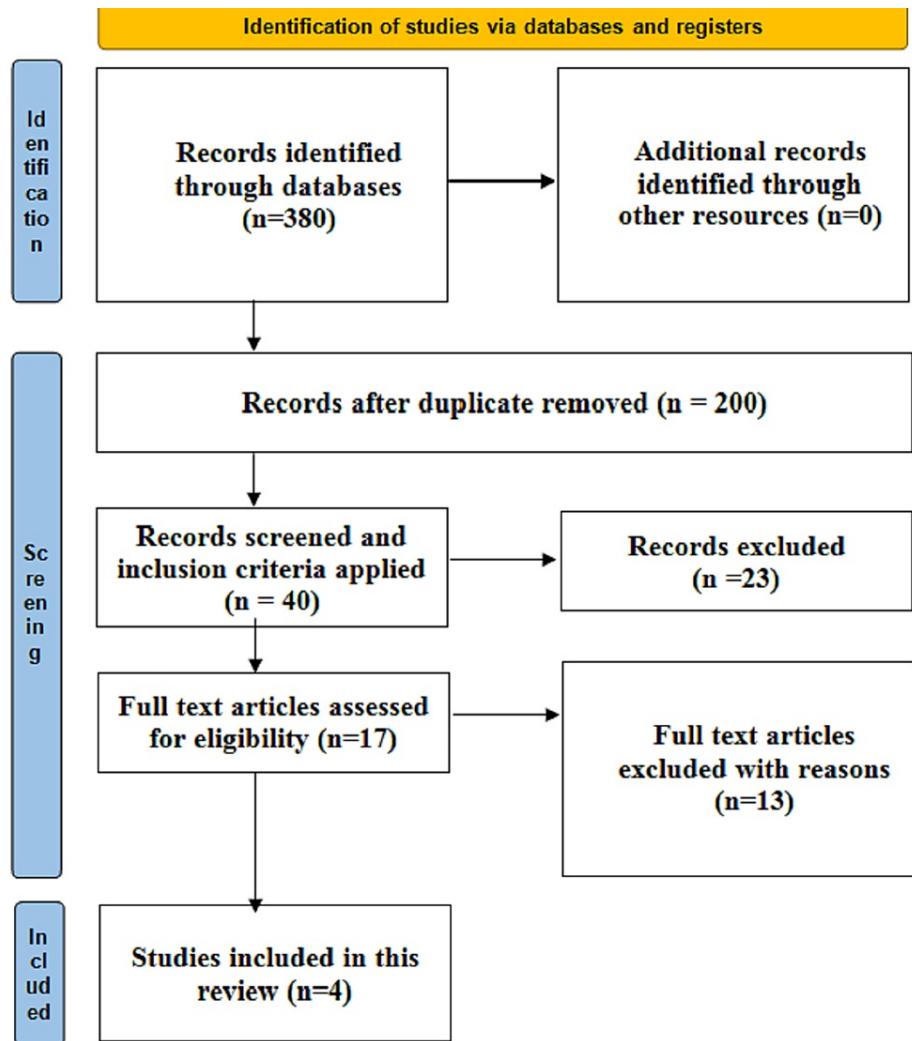 Identification of studies via databases and registers
Id
en
tifi
ca
tio
n
Records identified
through databases
(n=380)
Additional records
identified through
other resources (n=0)
Sc
re
en
in
g
Records after duplicate removed (n = 200)
Records screened and
inclusion criteria applied
(n = 40)
Records excluded
(n =23)
Full text articles assessed
for eligibility (n=17)
Full text articles
excluded with reasons
(n=13)
In
cl
ud
ed
Studies included in this
review (n=4)